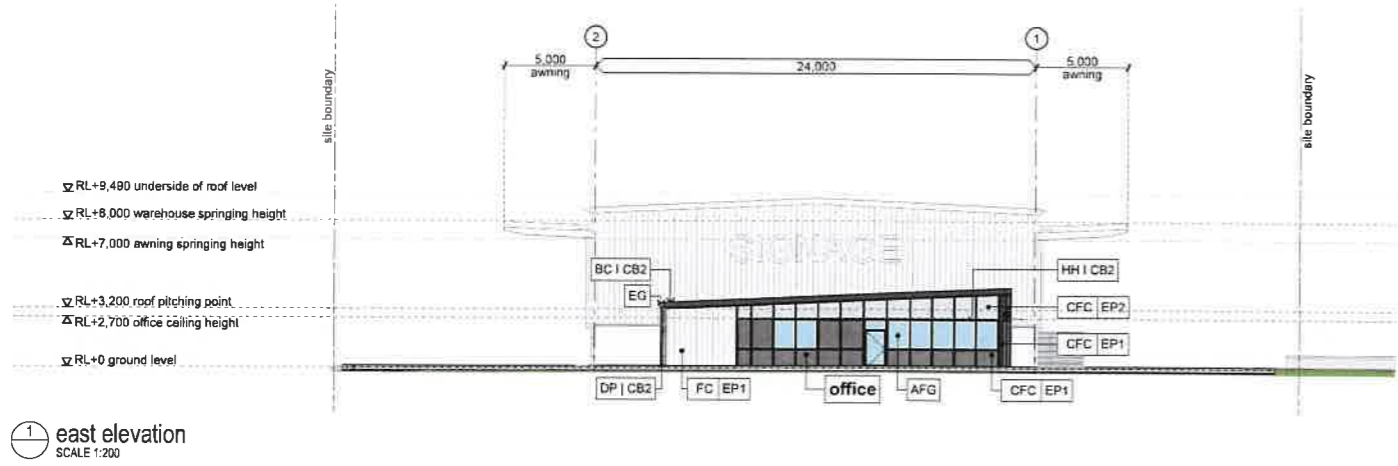 2
1
5,000
awning
24,000
5,000
awning
site boundary
site boundary
RL+9,490 underside of roof level
RL+8,000 warehouse springing height
RL+7,000 awning springing height
SIGNAGE
BC | CB2
HH | CB2
EG
RL+3,200 roof pitching point
CFC EP2
RL+2,700 office ceiling height
CFC EP1
RL+0 ground level
DP | CB2
FC EP1
office
AFG
CFC EP1
1
east elevation
SCALE 1:200